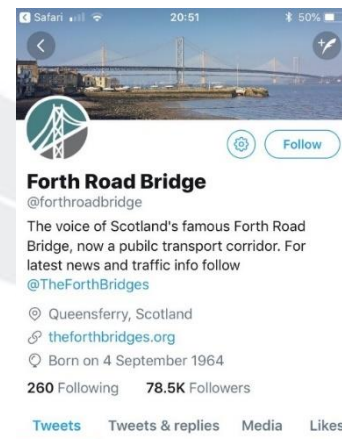 Safari 20:51 50%
Follow
Forth Road Bridge
@forthroadbridge
The voice of Scotland's famous Forth Road
Bridge, now a pubilc transport corridor. For
latest news and traffic info follow
@TheForthBridges
Queensferry, Scotland
theforthbridges.org
Born on 4 September 1964
260 Following 78.5K Followers
Tweets Tweets & replies Media Likes